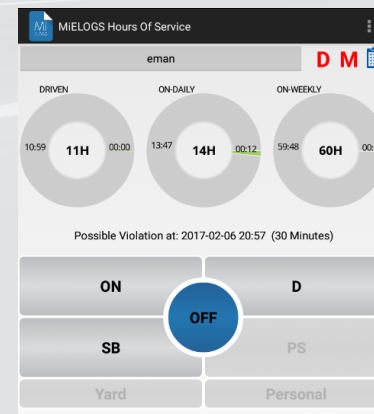 Mi
MiELOGS Hours Of Service
eman
D M
DRIVEN ON-DAILY ON-WEEKLY
10:59 11H 00:00 13:47 14H 00:12 59:48 60H 00:
Possible Violation at: 2017-02-06 20:57 (30 Minutes)
ON D
OFF
SB PS
Yard Personal